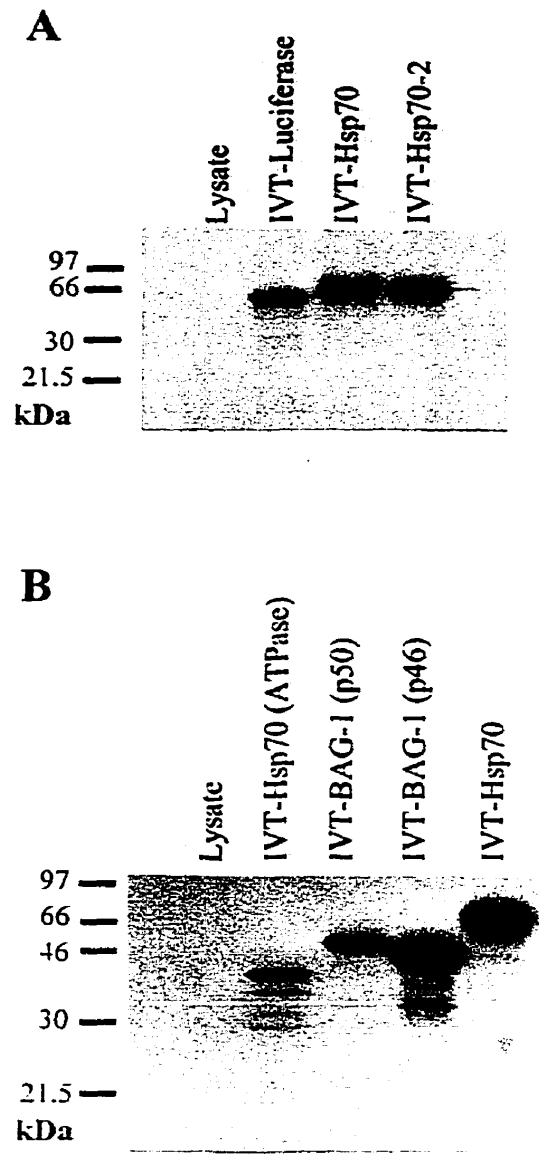 A
Lysate
IVT-Luciferase
IVT-Hsp70
IVT-Hsp70-2
97
66
30
21.5
kDa
B
Lysate
IVT-Hsp70 (ATPase)
IVT-BAG-1 (p50)
IVT-BAG-1 (p46)
IVT-Hsp70
97
66
46
30
21.5
kDa